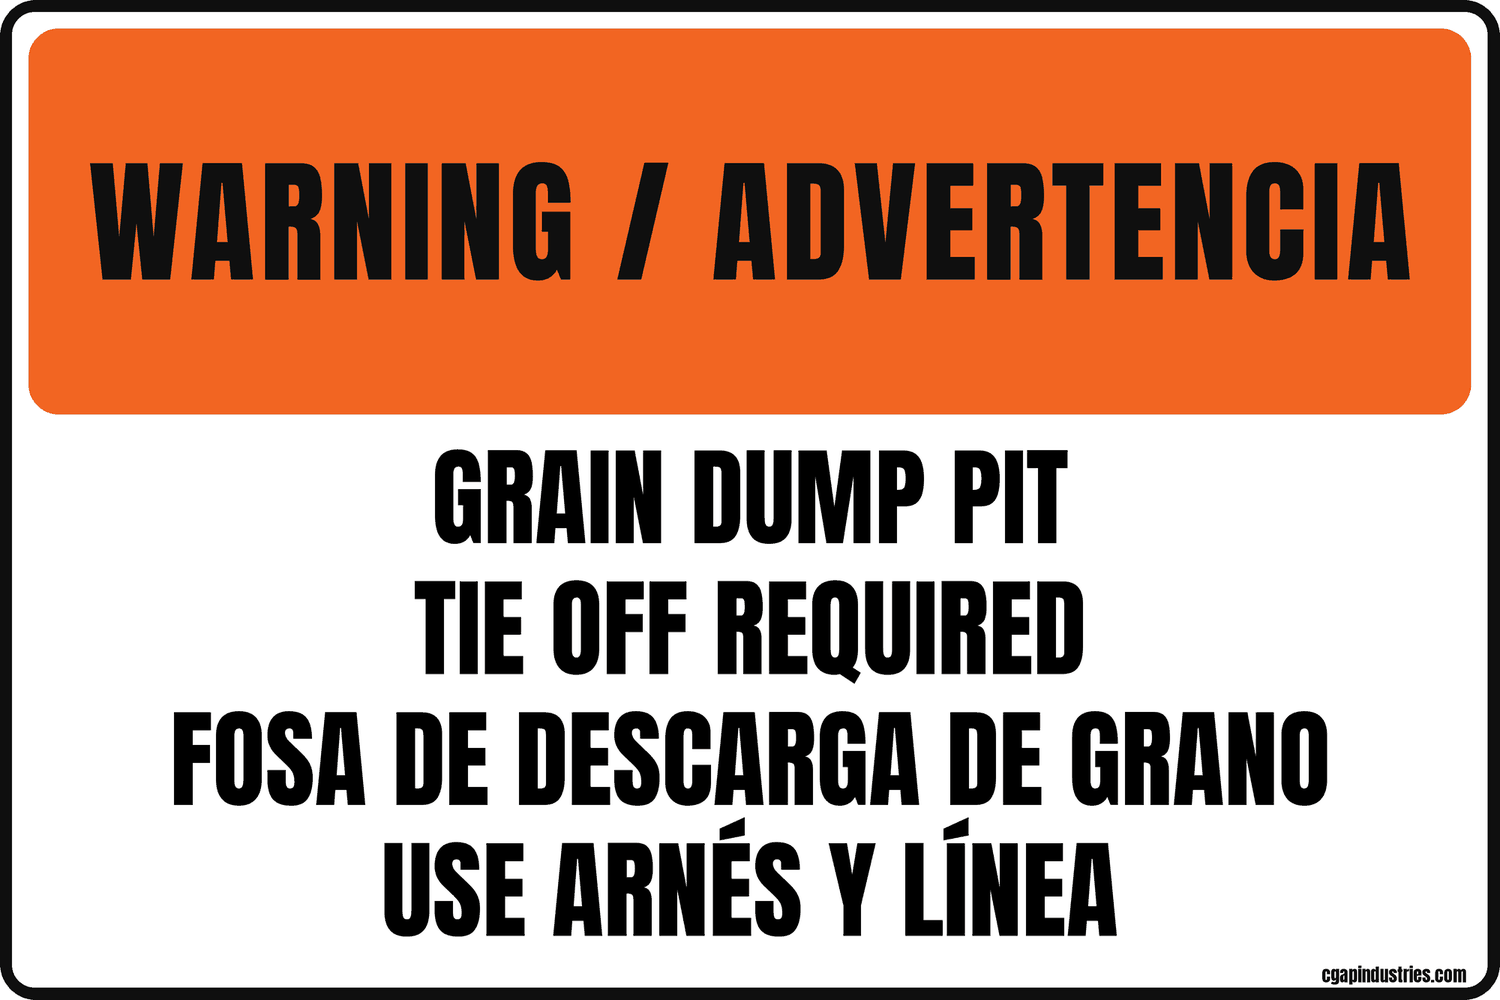 WARNING / ADVERTENCIA
GRAIN DUMP PIT
TIE OFF REQUIRED
FOSA DE DESCARGA DE GRANO
USE ARNÉS Y LÍNEA
cgapindustries.com